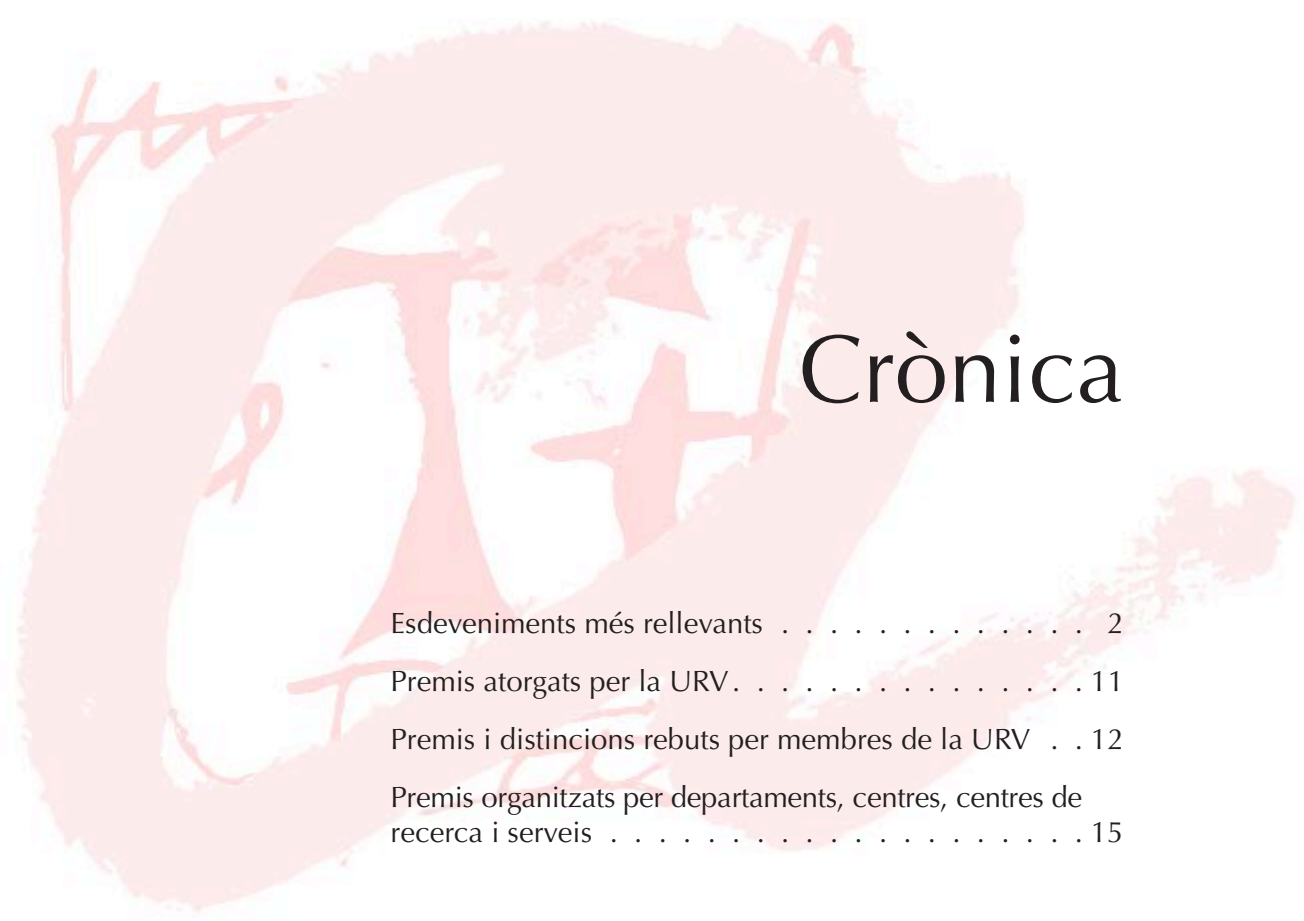 Crònica
Esdeveniments més rellevants . . . . . . . . . . . . . 2
Premis atorgats per la URV. . . . . . . . . . . . . . . 11
Premis i distincions rebuts per membres de la URV . . 12
Premis organitzats per departaments, centres, centres de
recerca i serveis . . . . . . . . . . . . . . . . . . . . 15